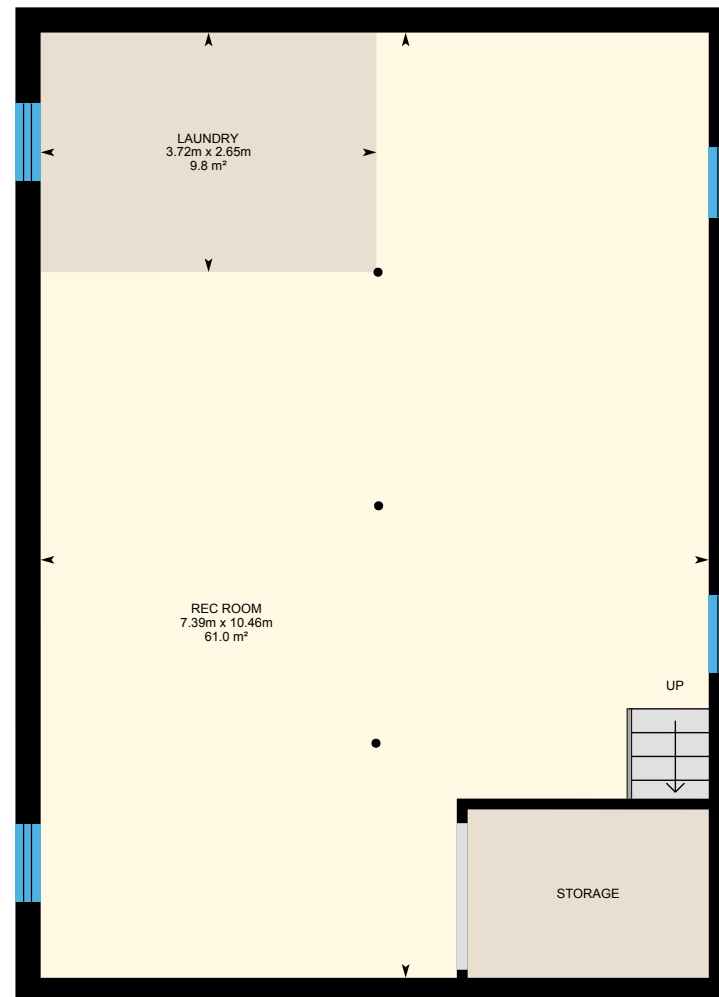 LAUNDRY
3.72m x 2.65m
9.8 m²
REC ROOM
7.39m x 10.46m
61.0 m²
UP
STORAGE